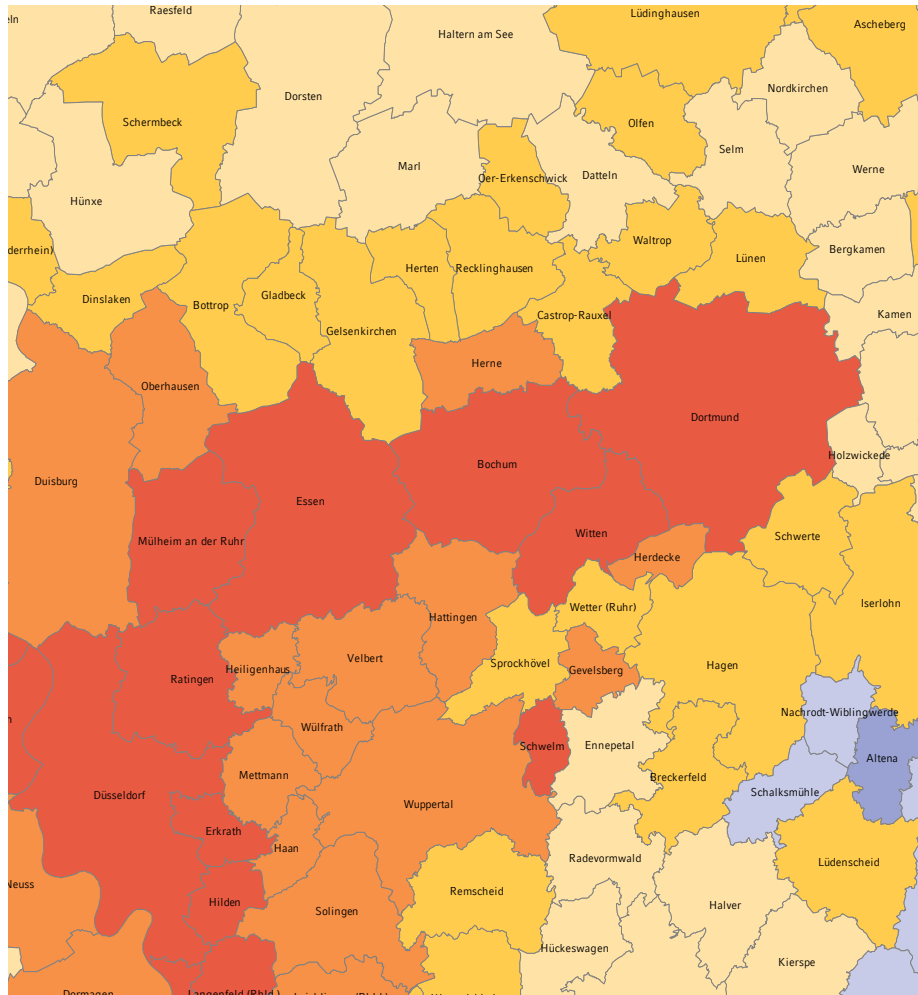 eln
Raesfeld
Haltern am See
Lüdinghausen
Ascheberg
Dorsten
Nordkirchen
Schermbeck
Olfen
Selm
Marl
Oer-Erkenschwick
Datteln
Werne
Hünxe
derrhein)
Waltrop
Bergkamen
Lünen
Herten
Recklinghausen
Dinslaken
Bottrop
Gladbeck
Castrop-Rauxel
Kamen
Gelsenkirchen
Herne
Oberhausen
Dortmund
Holzwickede
Bochum
Duisburg
Essen
Witten
Schwerte
Mülheim an der Ruhr
Herdecke
Iserlohn
Wetter (Ruhr)
Hattingen
Velbert
Sprockhövel
Hagen
Heiligenhaus
Gevelsberg
Ratingen
Nachrodt-Wiblingwerde
n
Wülfrath
Schwelm
Ennepetal
Altena
Mettmann
Breckerfeld
Düsseldorf
Schalksmühle
Wuppertal
Erkrath
Haan
Radevormwald
Lüdenscheid
Neuss
Remscheid
Hilden
Halver
Solingen
Hückeswagen
Kierspe
Dormagen
Langenfeld (Rhld.)